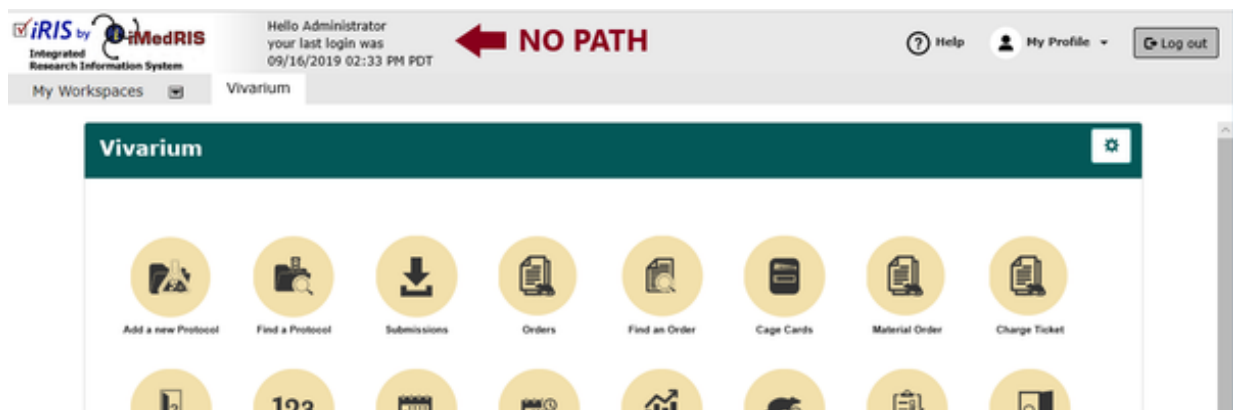 iRIS by iMedRIS
Integrated
Research Information System
Hello Administrator
your last login was
09/16/2019 02:33 PM PDT
NO PATH
? Help
My Profile
Log out
My Workspaces
Vivarium
Vivarium
Add a new Protocol
Find a Protocol
Submissions
Orders
Find an Order
Cage Cards
Material Order
Charge Ticket
123